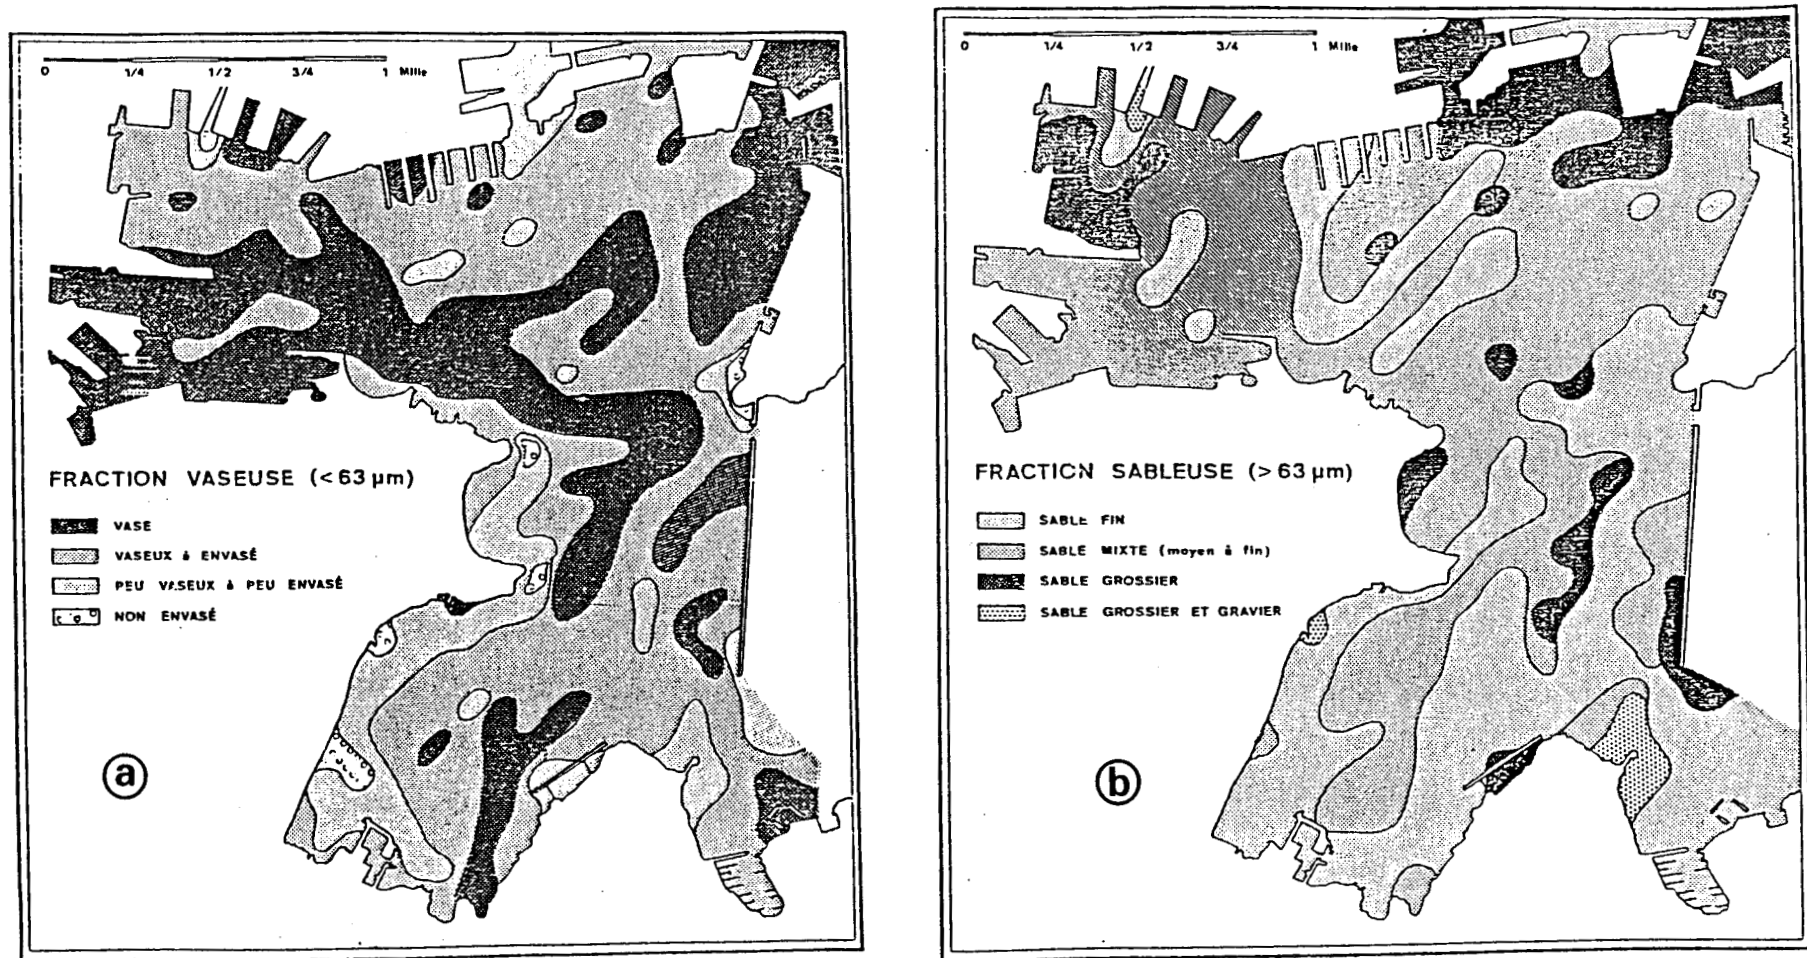 0 1/4 1/2 3/4 1 Mille
FRACTION VASEUSE (< 63 µm)
VASE
VASEUX à ENVASÉ
PEU VASEUX à PEU ENVASÉ
NON ENVASÉ
a
0 1/4 1/2 3/4 1 Mille
FRACTION SABLEUSE (> 63 µm)
SABLE FIN
SABLE MIXTE (moyen à fin)
SABLE GROSSIER
SABLE GROSSIER ET GRAVIER
b